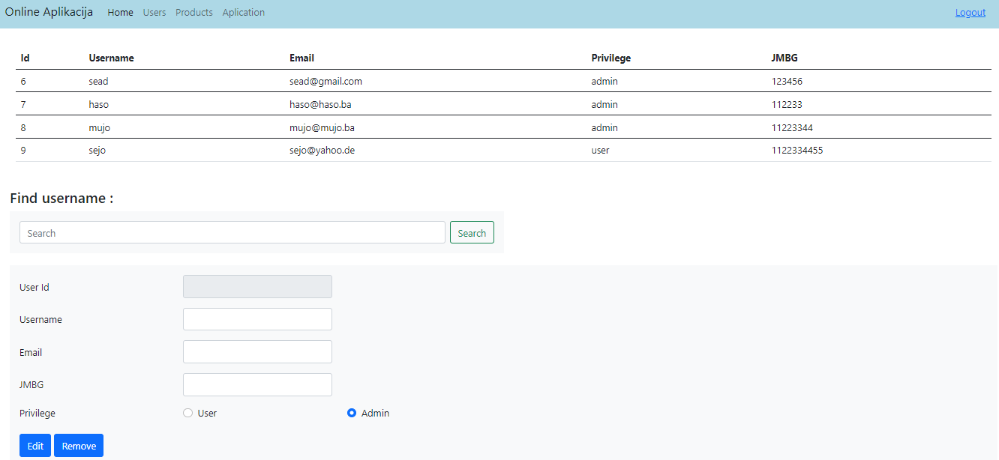 Online Aplikacija Home Users Products Aplication Logout
Id Username Email Privilege JMBG
6 sead sead@gmail.com admin 123456
7 haso haso@haso.ba admin 112233
8 mujo mujo@mujo.ba admin 11223344
9 sejo sejo@yahoo.de user 1122334455
Find username :
Search Search
User Id
Username
Email
JMBG
Privilege User Admin
Edit Remove